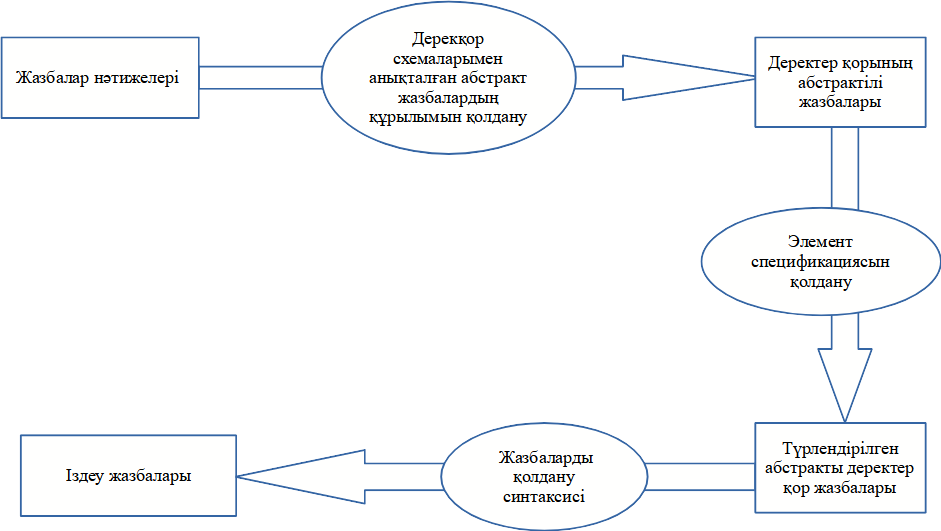 Жазбалар нәтижелері
Дерекқор
схемаларымен
анықталған абстракт
жазбалардың
құрылымын қолдану
Деректер қорының
абстрактілі
жазбалары
Элемент
спецификациясын
қолдану
Түрлендірілген
абстракты деректер
қор жазбалары
Жазбаларды
қолдану
синтаксисі
Іздеу жазбалары